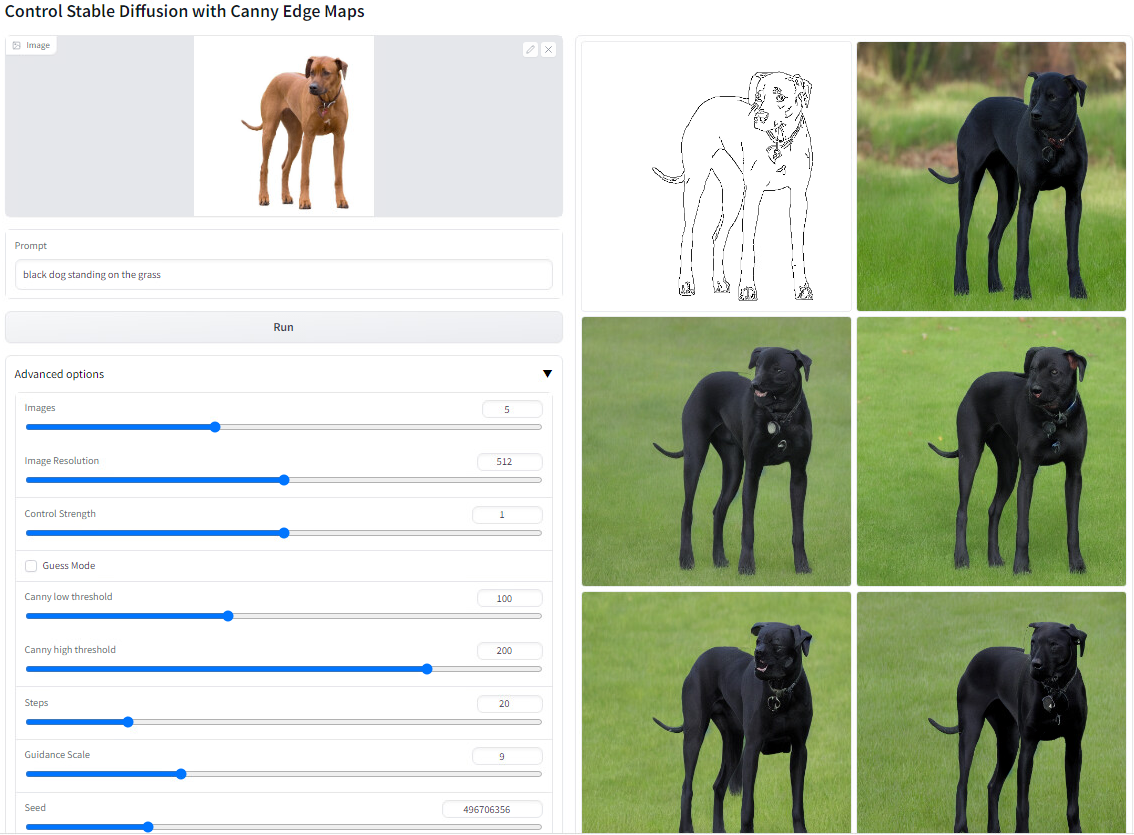 Control Stable Diffusion with Canny Edge Maps
Image
Prompt
black dog standing on the grass
Run
Advanced options
Images
5
Image Resolution
512
Control Strength
1
Guess Mode
Canny low threshold
100
Canny high threshold
200
Steps
20
Guidance Scale
9
Seed
496706356